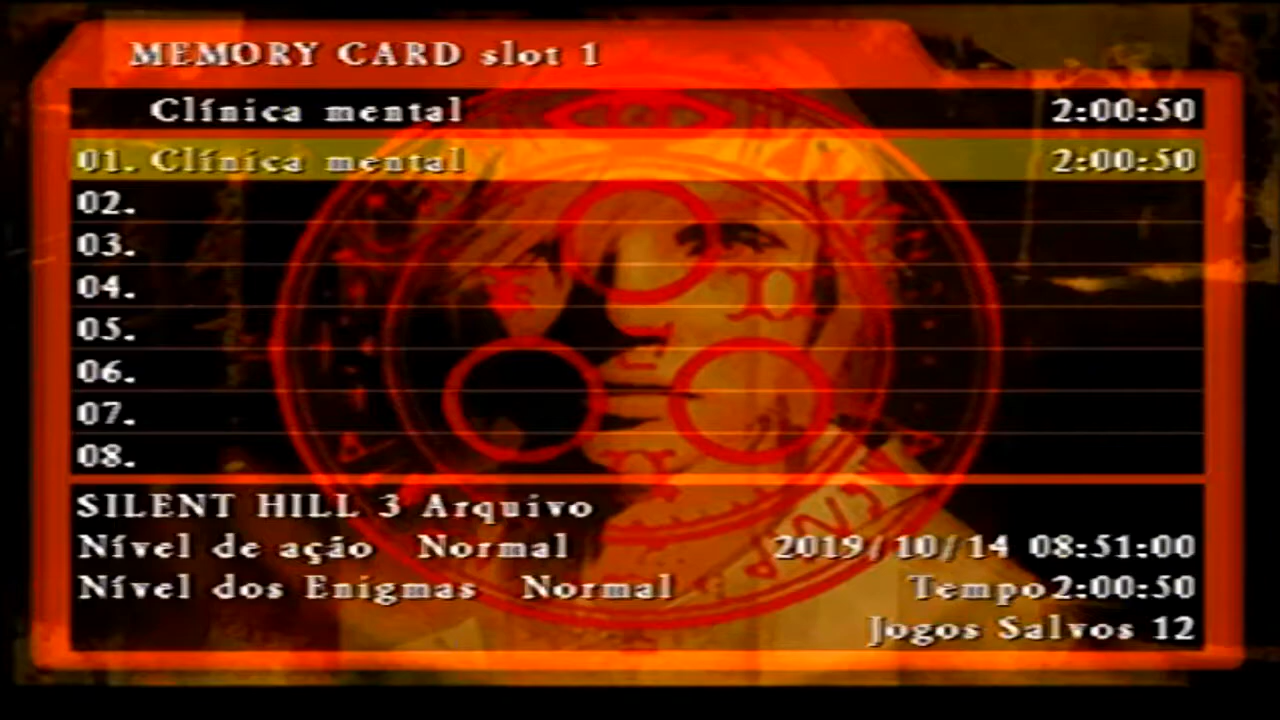 MEMORY CARD slot 1
Clínica mental 2:00:50
01. Clínica mental 2:00:50
02.
03.
04.
05.
06.
07.
08.
SILENT HILL 3 Arquivo
Nível de ação Normal 2019/10/14 08:51:00
Nível dos Enigmas Normal Tempo2:00:50
Jogos Salvos 12